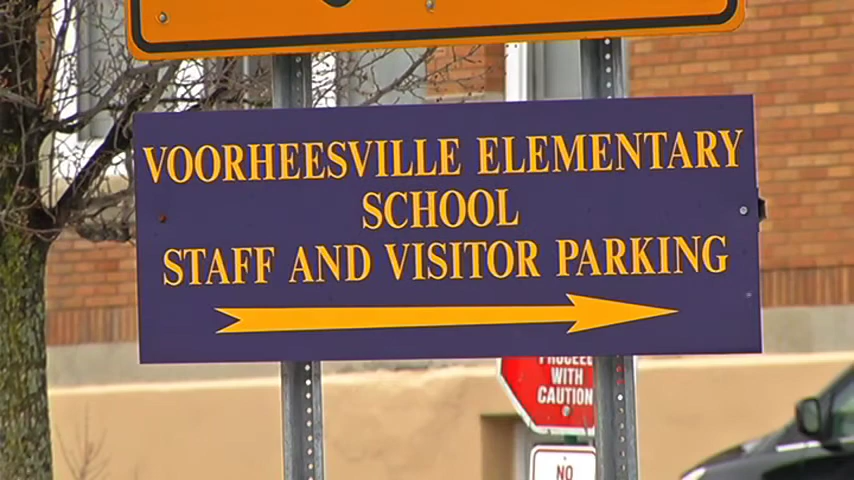 VOORHEESVILLE ELEMENTARY
SCHOOL
STAFF AND VISITOR PARKING
PROCEED
WITH
CAUTION
NO